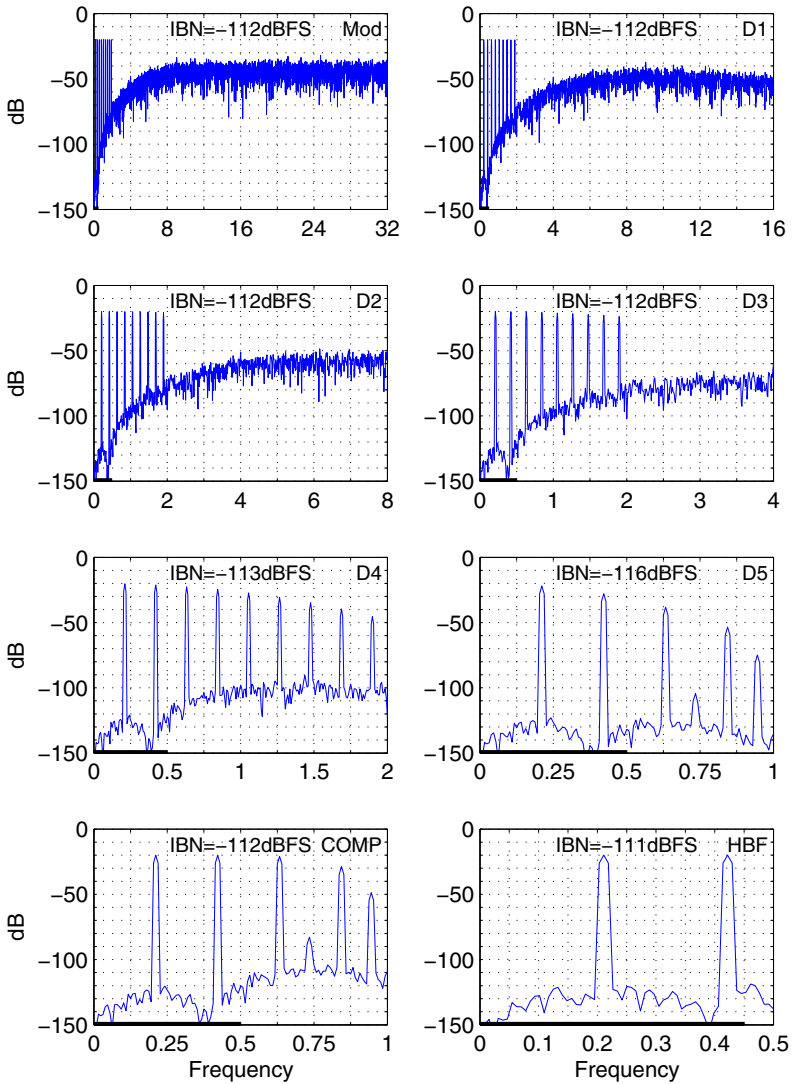 IBN=−112dBFS Mod
0
−50
−100
−150
dB
0 8 16 24 32
IBN=−112dBFS D1
0
−50
−100
−150
0 4 8 12 16
IBN=−112dBFS D2
0
−50
−100
−150
dB
0 2 4 6 8
IBN=−112dBFS D3
0
−50
−100
−150
0 1 2 3 4
IBN=−113dBFS D4
0
−50
−100
−150
dB
0 0.5 1 1.5 2
IBN=−116dBFS D5
0
−50
−100
−150
0 0.25 0.5 0.75 1
IBN=−112dBFS COMP
0
−50
−100
−150
dB
0 0.25 0.5 0.75 1
Frequency
IBN=−111dBFS HBF
0
−50
−100
−150
0 0.1 0.2 0.3 0.4 0.5
Frequency